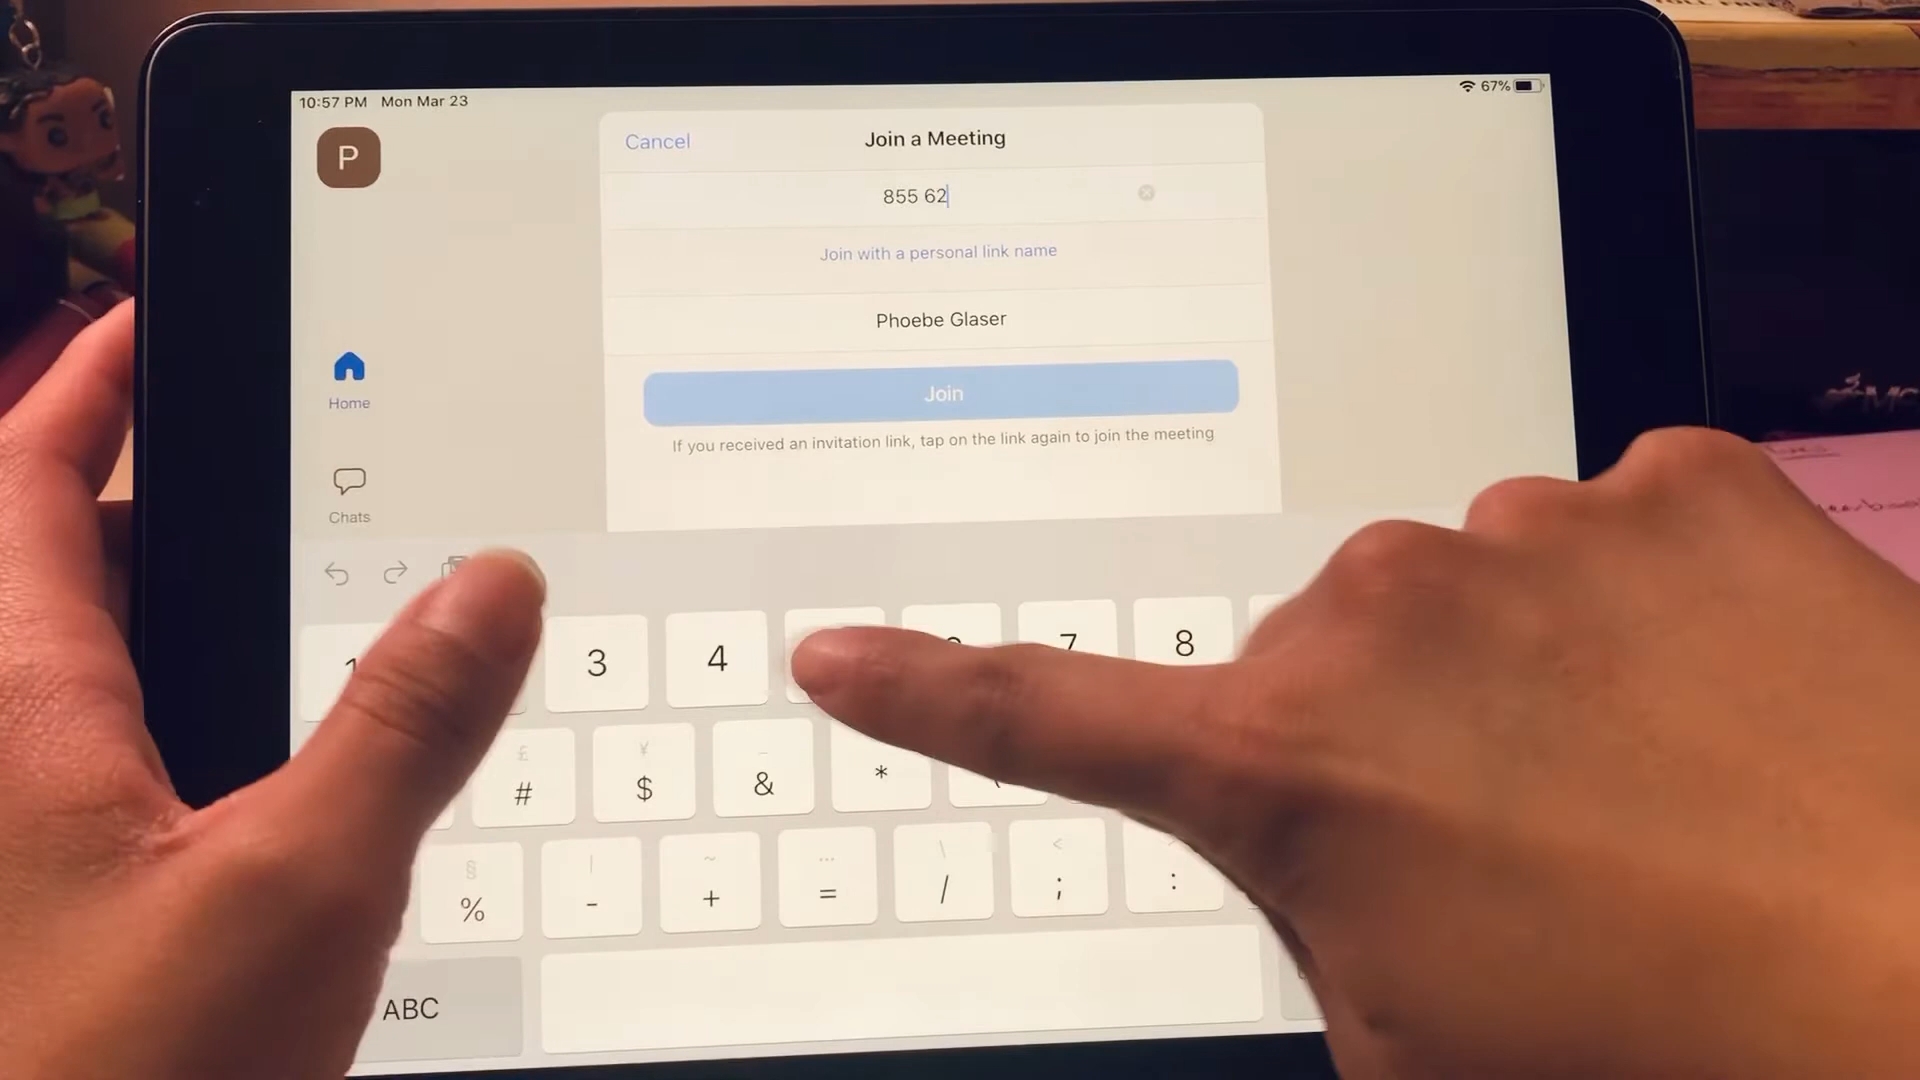 10:57 PM Mon Mar 23
67%
P
Cancel
Join a Meeting
855 62
Join with a personal link name
Phoebe Glaser
Join
If you received an invitation link, tap on the link again to join the meeting
Home
Chats
1 3 4 7 8
£ ¥ _
# $ & *
§ | ~ … \ <
% - + = / ; :
ABC